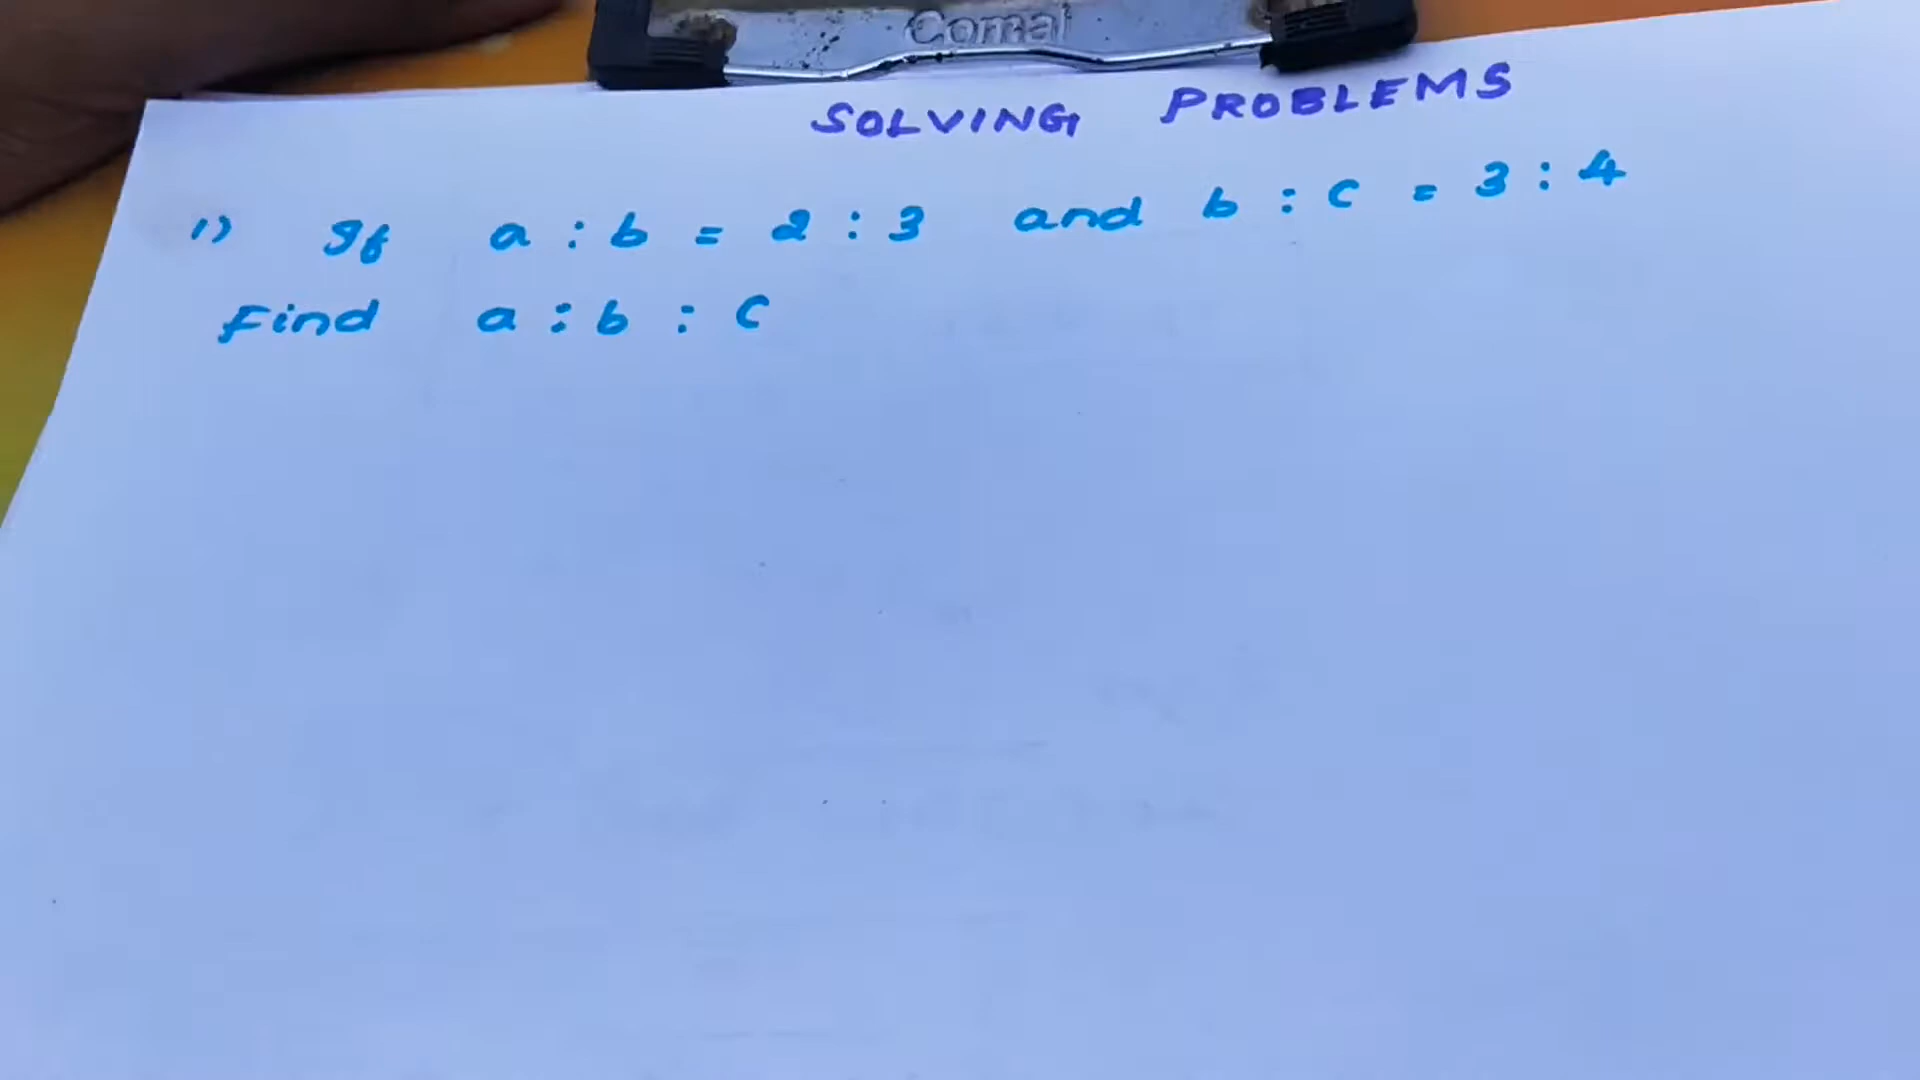 Comal
SOLVING PROBLEMS
1) If a : b = 2 : 3 and b : c = 3 : 4
Find a : b : c